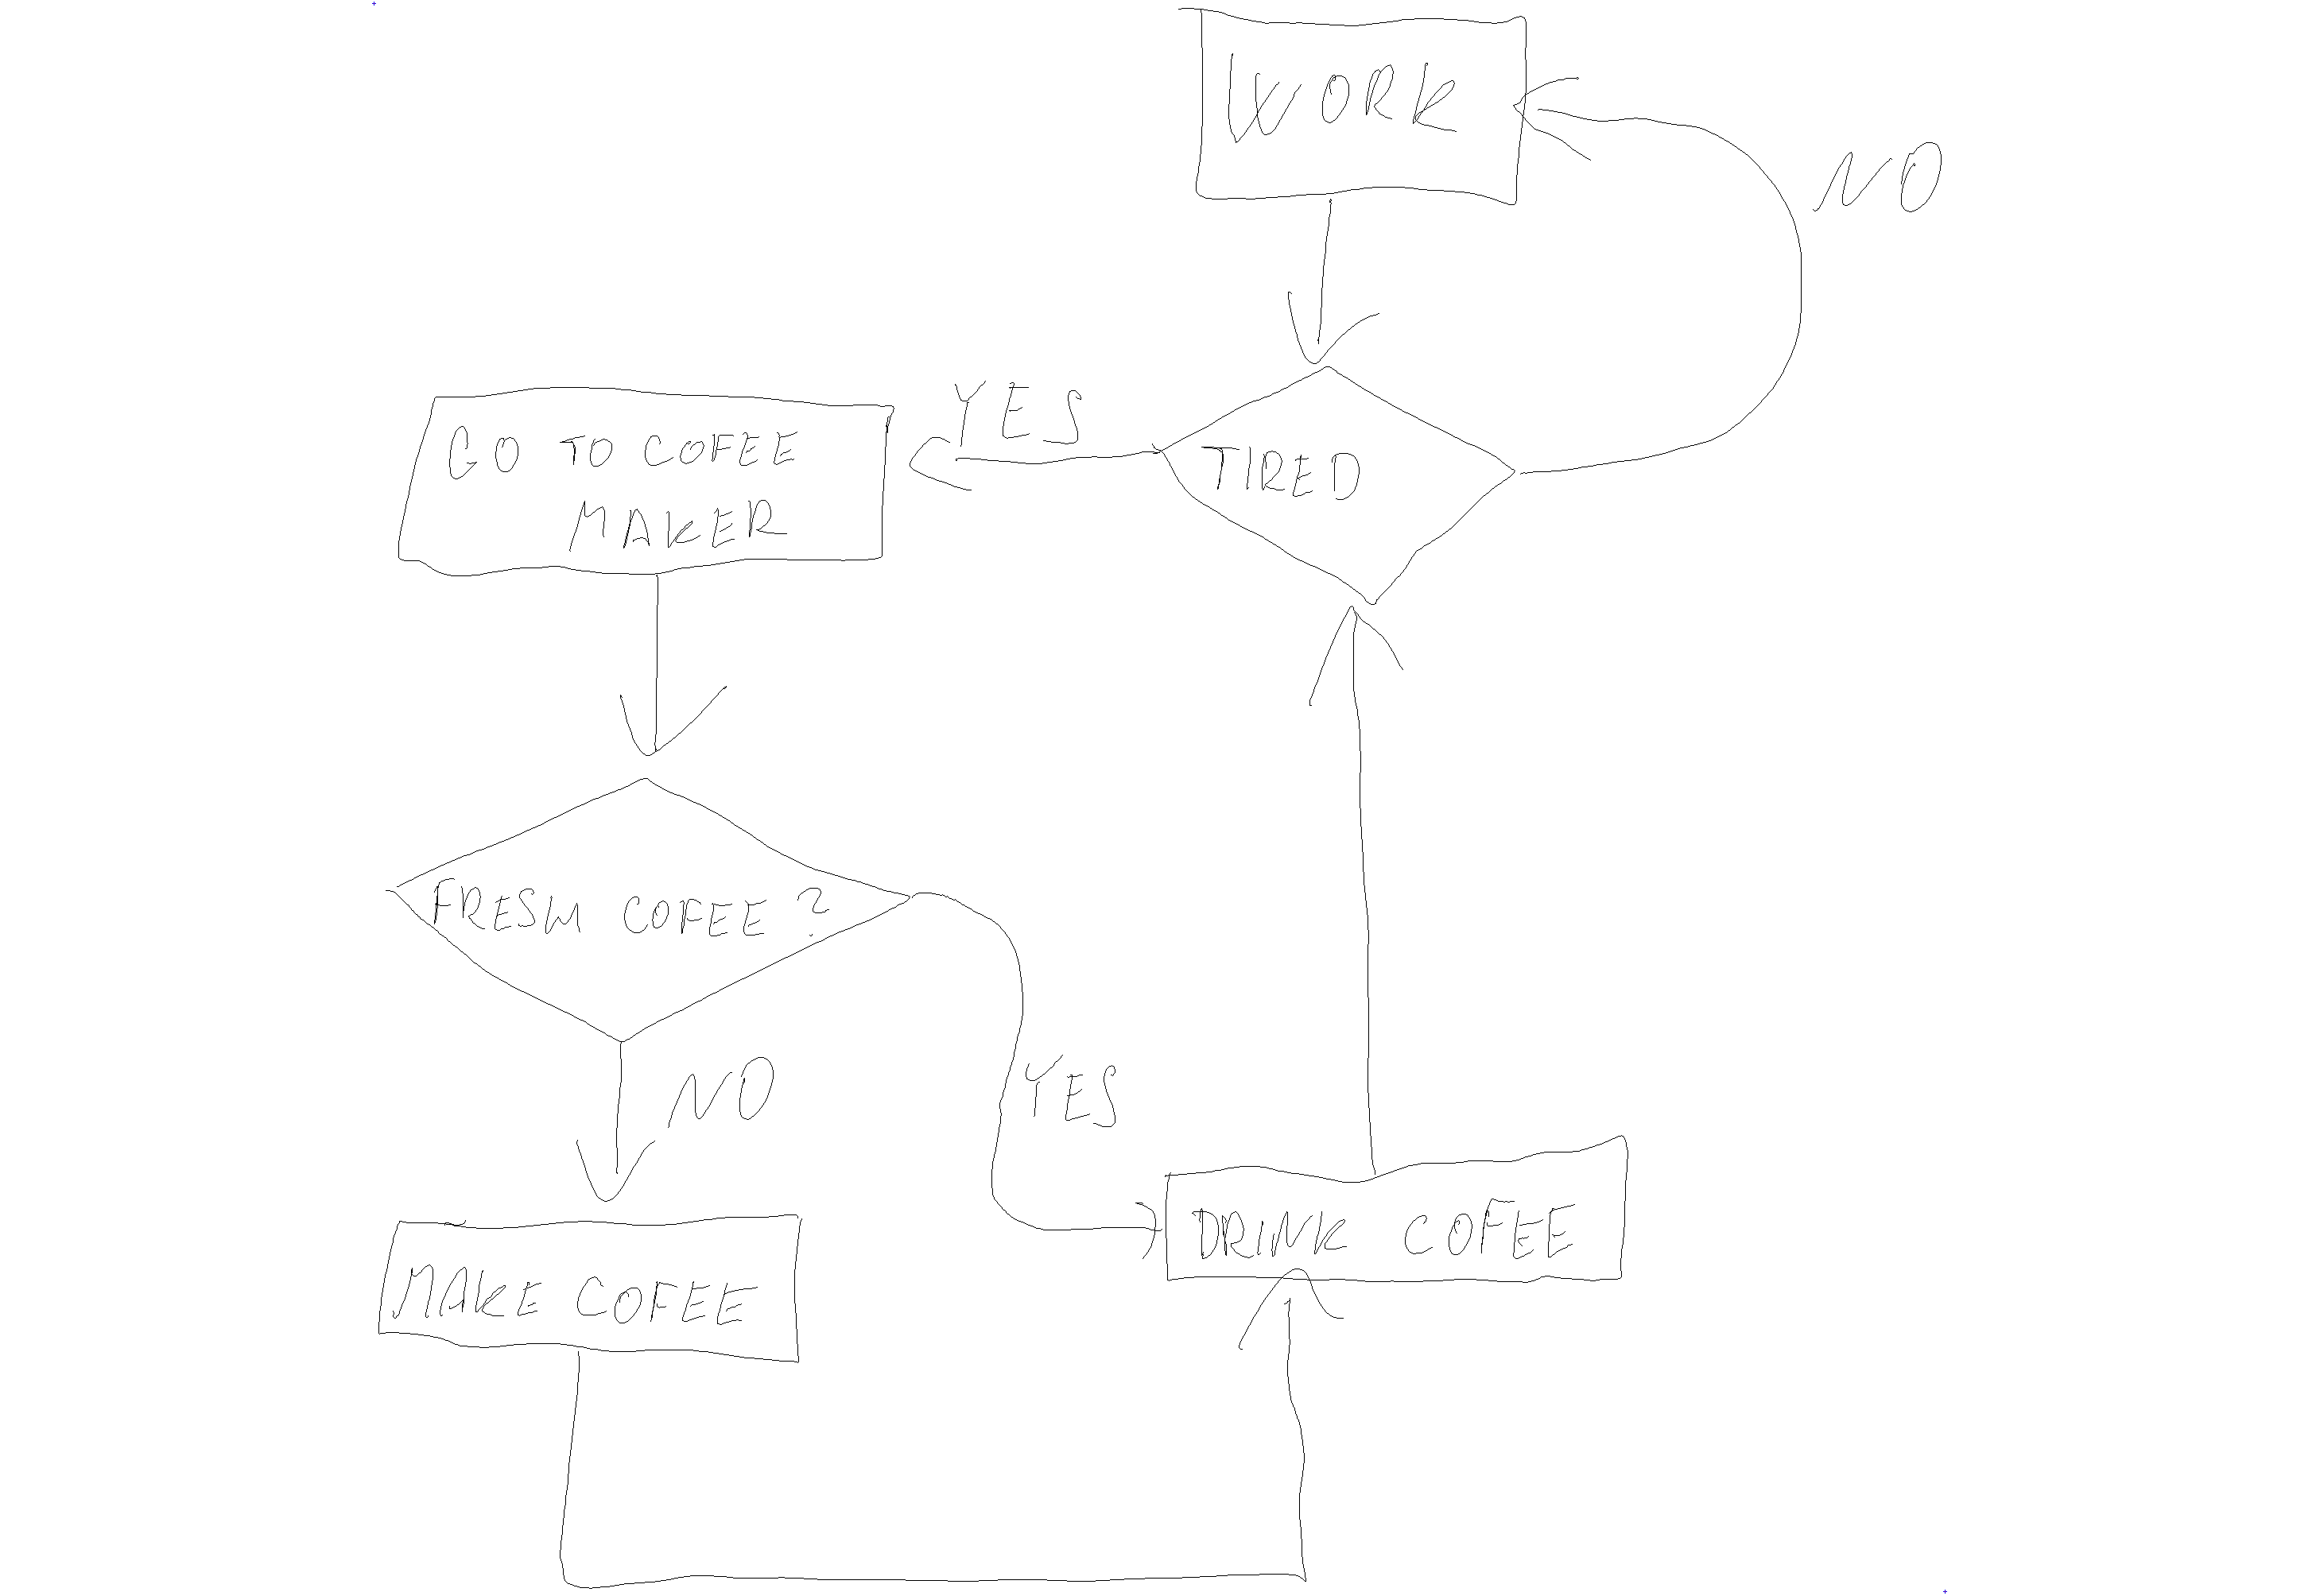 WORK
NO
YES
TIRED
GO TO COFEE
MAKER
FRESH COFEE ?
NO
YES
DRINK COFEE
MAKE COFEE